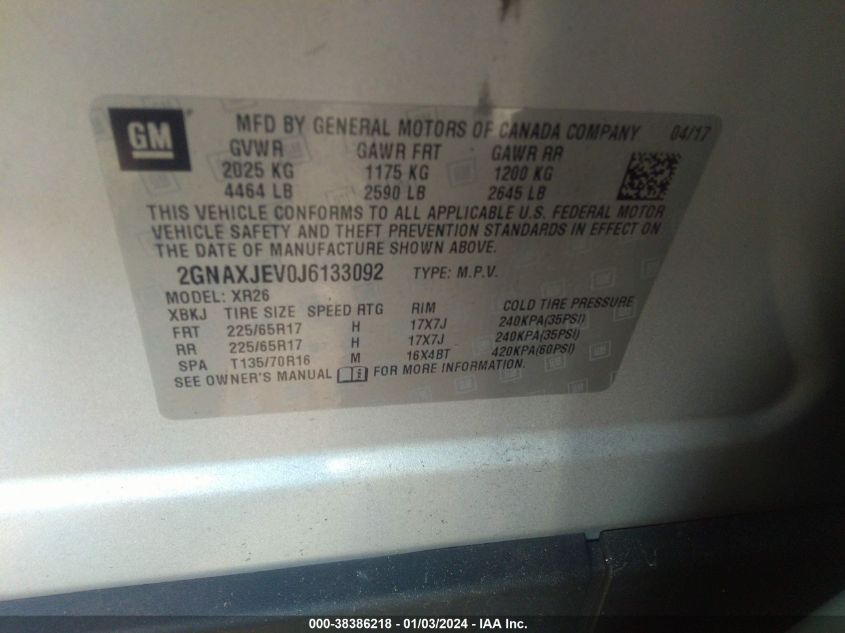 GM
MFD BY GENERAL MOTORS OF CANADA COMPANY 04/17
GVWR GAWR FRT GAWR RR
2025 KG 1175 KG 1200 KG
4464 LB 2590 LB 2645 LB
THIS VEHICLE CONFORMS TO ALL APPLICABLE U.S. FEDERAL MOTOR
VEHICLE SAFETY AND THEFT PREVENTION STANDARDS IN EFFECT ON
THE DATE OF MANUFACTURE SHOWN ABOVE.
2GNAXJEV0J6133092 TYPE: M.P.V.
MODEL: XR26
XBKJ TIRE SIZE SPEED RTG RIM COLD TIRE PRESSURE
FRT 225/65R17 H 17X7J 240KPA(35PSI)
RR 225/65R17 H 17X7J 240KPA(35PSI)
SPA T135/70R16 M 16X4BT 420KPA(60PSI)
SEE OWNER'S MANUAL FOR MORE INFORMATION.
000-38386218 - 01/03/2024 - IAA Inc.